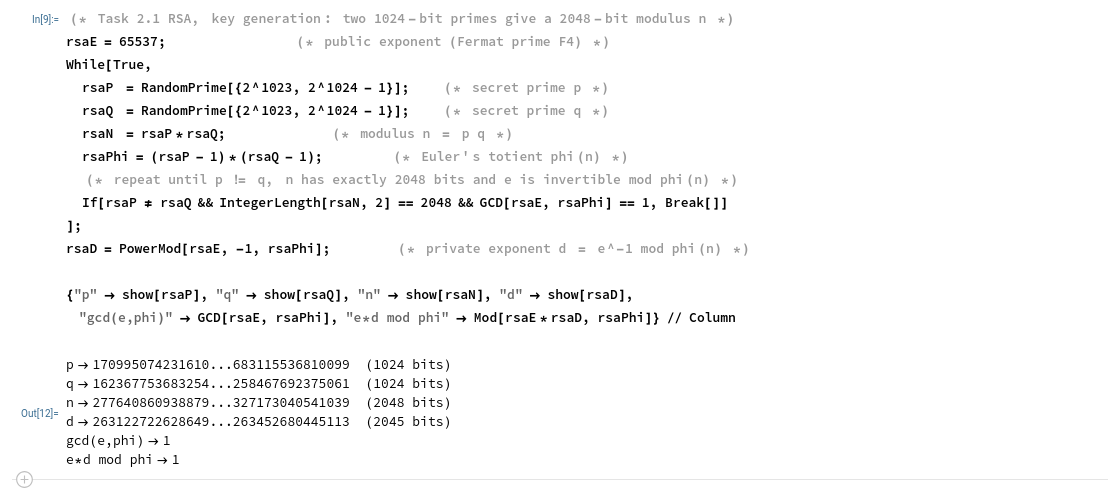 In[9]:= (* Task 2.1 RSA, key generation: two 1024-bit primes give a 2048-bit modulus n *)
rsaE = 65537; (* public exponent (Fermat prime F4) *)
While[True,
rsaP = RandomPrime[{2^1023, 2^1024 - 1}]; (* secret prime p *)
rsaQ = RandomPrime[{2^1023, 2^1024 - 1}]; (* secret prime q *)
rsaN = rsaP*rsaQ; (* modulus n = p q *)
rsaPhi = (rsaP - 1)*(rsaQ - 1); (* Euler's totient phi(n) *)
(* repeat until p != q, n has exactly 2048 bits and e is invertible mod phi(n) *)
If[rsaP ≠ rsaQ && IntegerLength[rsaN, 2] == 2048 && GCD[rsaE, rsaPhi] == 1, Break[]]
];
rsaD = PowerMod[rsaE, -1, rsaPhi]; (* private exponent d = e^-1 mod phi(n) *)
{"p" → show[rsaP], "q" → show[rsaQ], "n" → show[rsaN], "d" → show[rsaD],
"gcd(e,phi)" → GCD[rsaE, rsaPhi], "e*d mod phi" → Mod[rsaE*rsaD, rsaPhi]} // Column
p → 170995074231610...683115536810099 (1024 bits)
q → 162367753683254...258467692375061 (1024 bits)
n → 277640860938879...327173040541039 (2048 bits)
Out[12]= d → 263122722628649...263452680445113 (2045 bits)
gcd(e,phi) → 1
e*d mod phi → 1